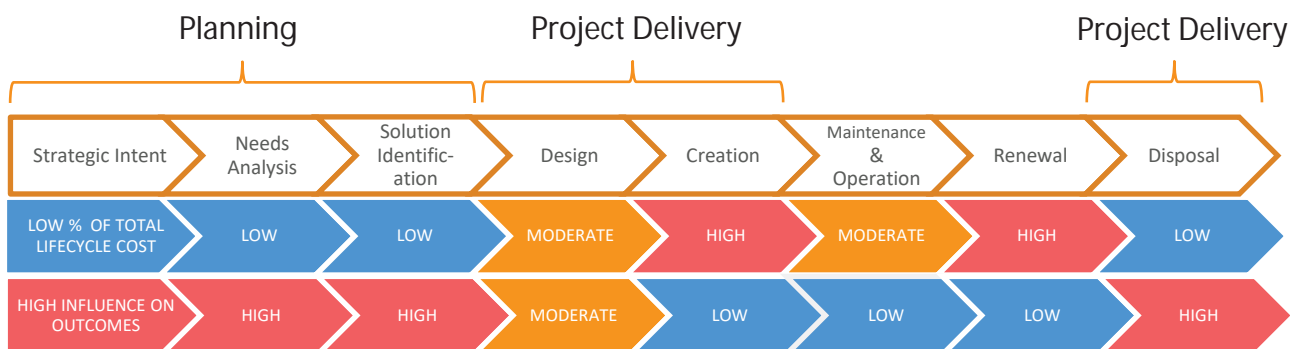 Planning
Project Delivery
Project Delivery
Strategic Intent
Needs
Analysis
Solution
Identific-
ation
Design
Creation
Maintenance
&
Operation
Renewal
Disposal
LOW % OF TOTAL
LIFECYCLE COST
LOW
LOW
MODERATE
HIGH
MODERATE
HIGH
LOW
HIGH INFLUENCE ON
OUTCOMES
HIGH
HIGH
MODERATE
LOW
LOW
LOW
HIGH